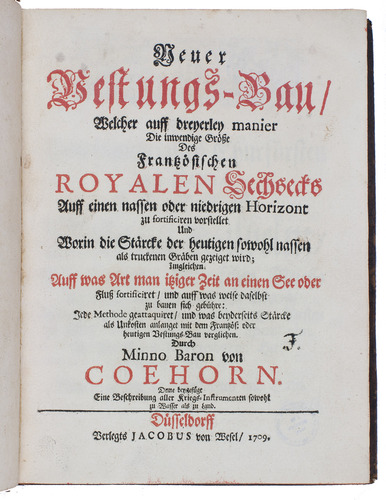 Neuer
Vestungs-Bau/
Welcher auff dreyerley manier
Die inwendige Größe
Des
Frantzösischen
ROYALEN Sechsecks
Auff einen nassen oder niedrigen Horizont
zu fortificiren vorstellet
Und
Worin die Stärcke der heutigen sowohl nassen
als truckenen Gräben gezeiget wird;
Ingleichen.
Auff was Art man itziger Zeit an einen See oder
Fluß fortificiret/ und auff was weise daselbst
zu bauen sich gebühre:
Jede Methode geattaquiret/ und was beyderseits Stärcke
als Unkosten anlanget mit dem Frantzös: oder
heutigen Vestungs-Bau verglichen.
Durch
Minno Baron von
COEHORN.
Deme beygefügt
Eine Beschreibung aller Kriegs-Instrumenten sowohl
zu Wasser als zu Land.
Düsseldorff
Verlegts JACOBUS von Wesel/ 1709.